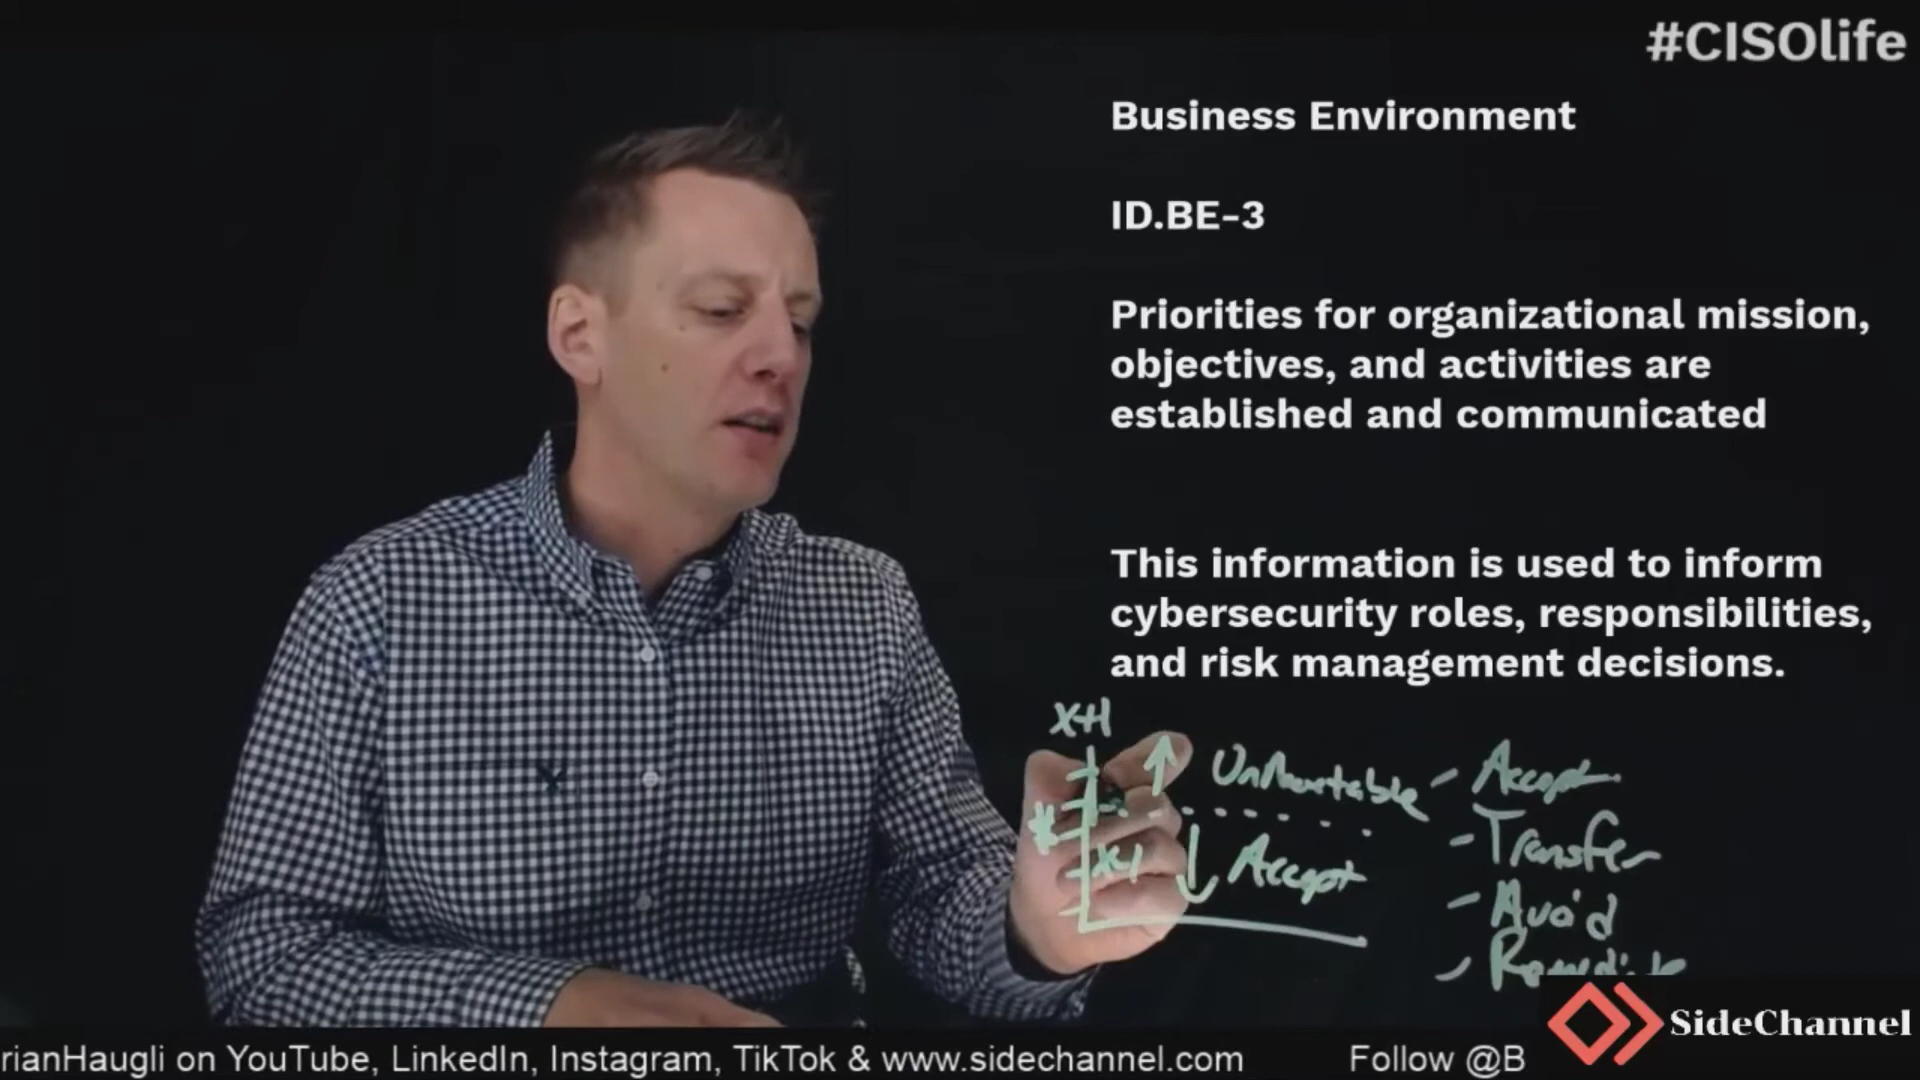 #CISOlife
Business Environment
ID.BE-3
Priorities for organizational mission,
objectives, and activities are
established and communicated
This information is used to inform
cybersecurity roles, responsibilities,
and risk management decisions.
X+1
Accept
Transfer
Accept
Avoid
SideChannel
rianHaugli on YouTube, LinkedIn, Instagram, TikTok & www.sidechannel.com
Follow @B